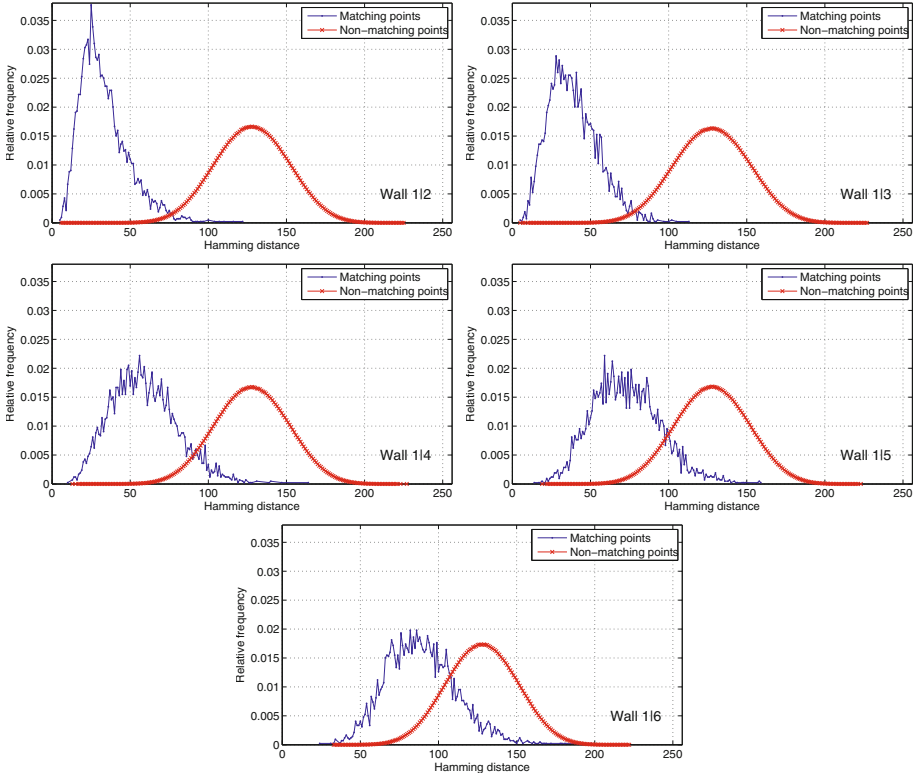 Relative frequency
0.035
0.03
0.025
0.02
0.015
0.01
0.005
0
Matching points
Non−matching points
Wall 1|2
0 50 100 150 200 250
Hamming distance
Relative frequency
0.035
0.03
0.025
0.02
0.015
0.01
0.005
0
Matching points
Non−matching points
Wall 1|3
0 50 100 150 200 250
Hamming distance
Relative frequency
0.035
0.03
0.025
0.02
0.015
0.01
0.005
0
Matching points
Non−matching points
Wall 1|4
0 50 100 150 200 250
Hamming distance
Relative frequency
0.035
0.03
0.025
0.02
0.015
0.01
0.005
0
Matching points
Non−matching points
Wall 1|5
0 50 100 150 200 250
Hamming distance
Relative frequency
0.035
0.03
0.025
0.02
0.015
0.01
0.005
0
Matching points
Non−matching points
Wall 1|6
0 50 100 150 200 250
Hamming distance